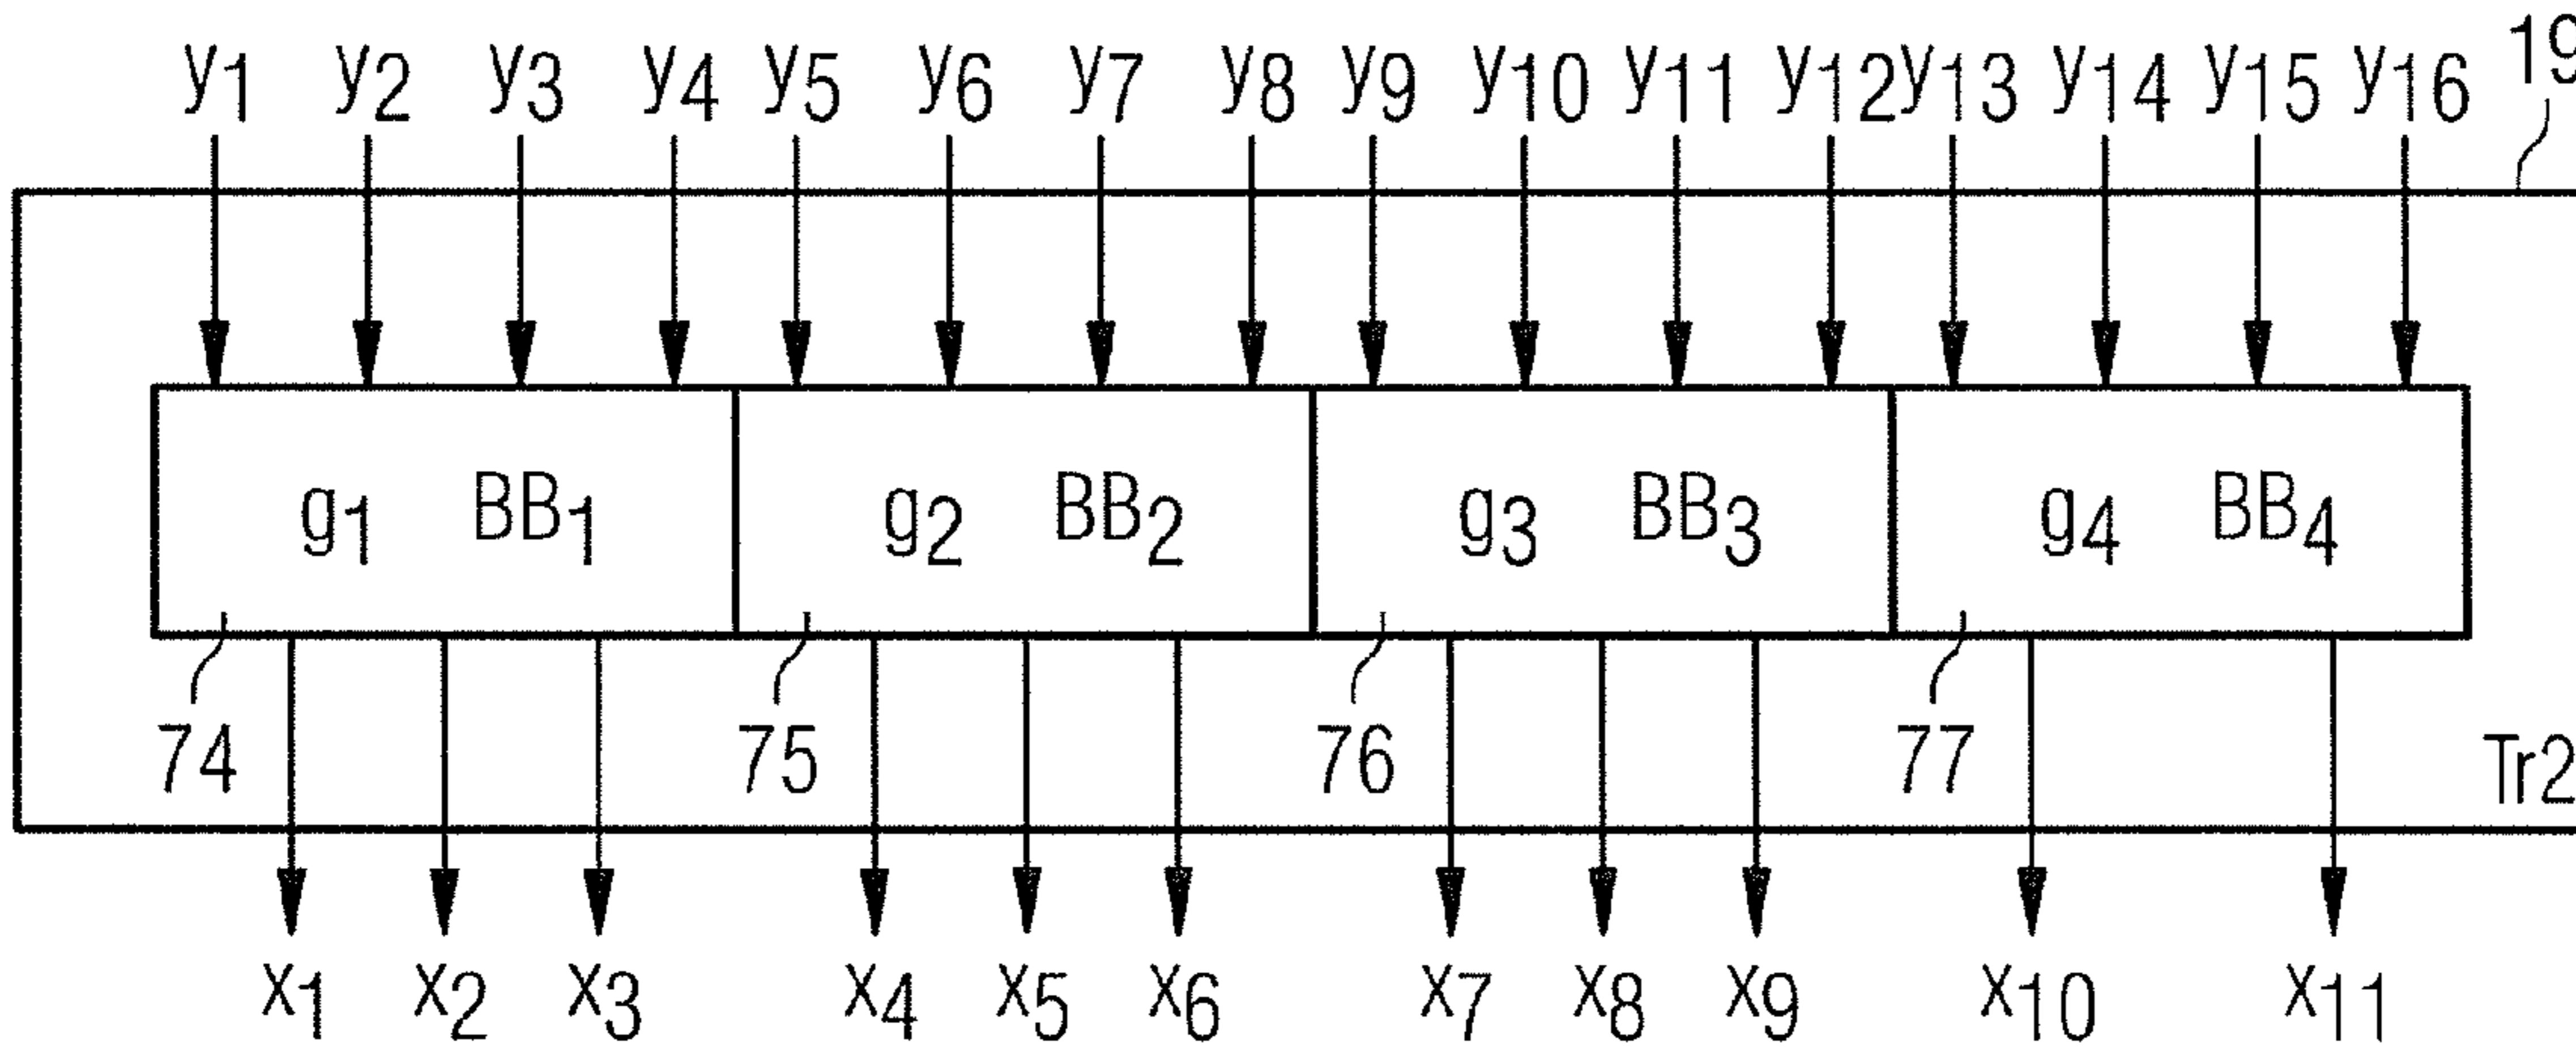 y1 y2 y3 y4 y5 y6 y7 y8 y9 y10 y11 y12 y13 y14 y15 y16 19
g1 BB1 g2 BB2 g3 BB3 g4 BB4
74 75 76 77 Tr2
x1 x2 x3 x4 x5 x6 x7 x8 x9 x10 x11